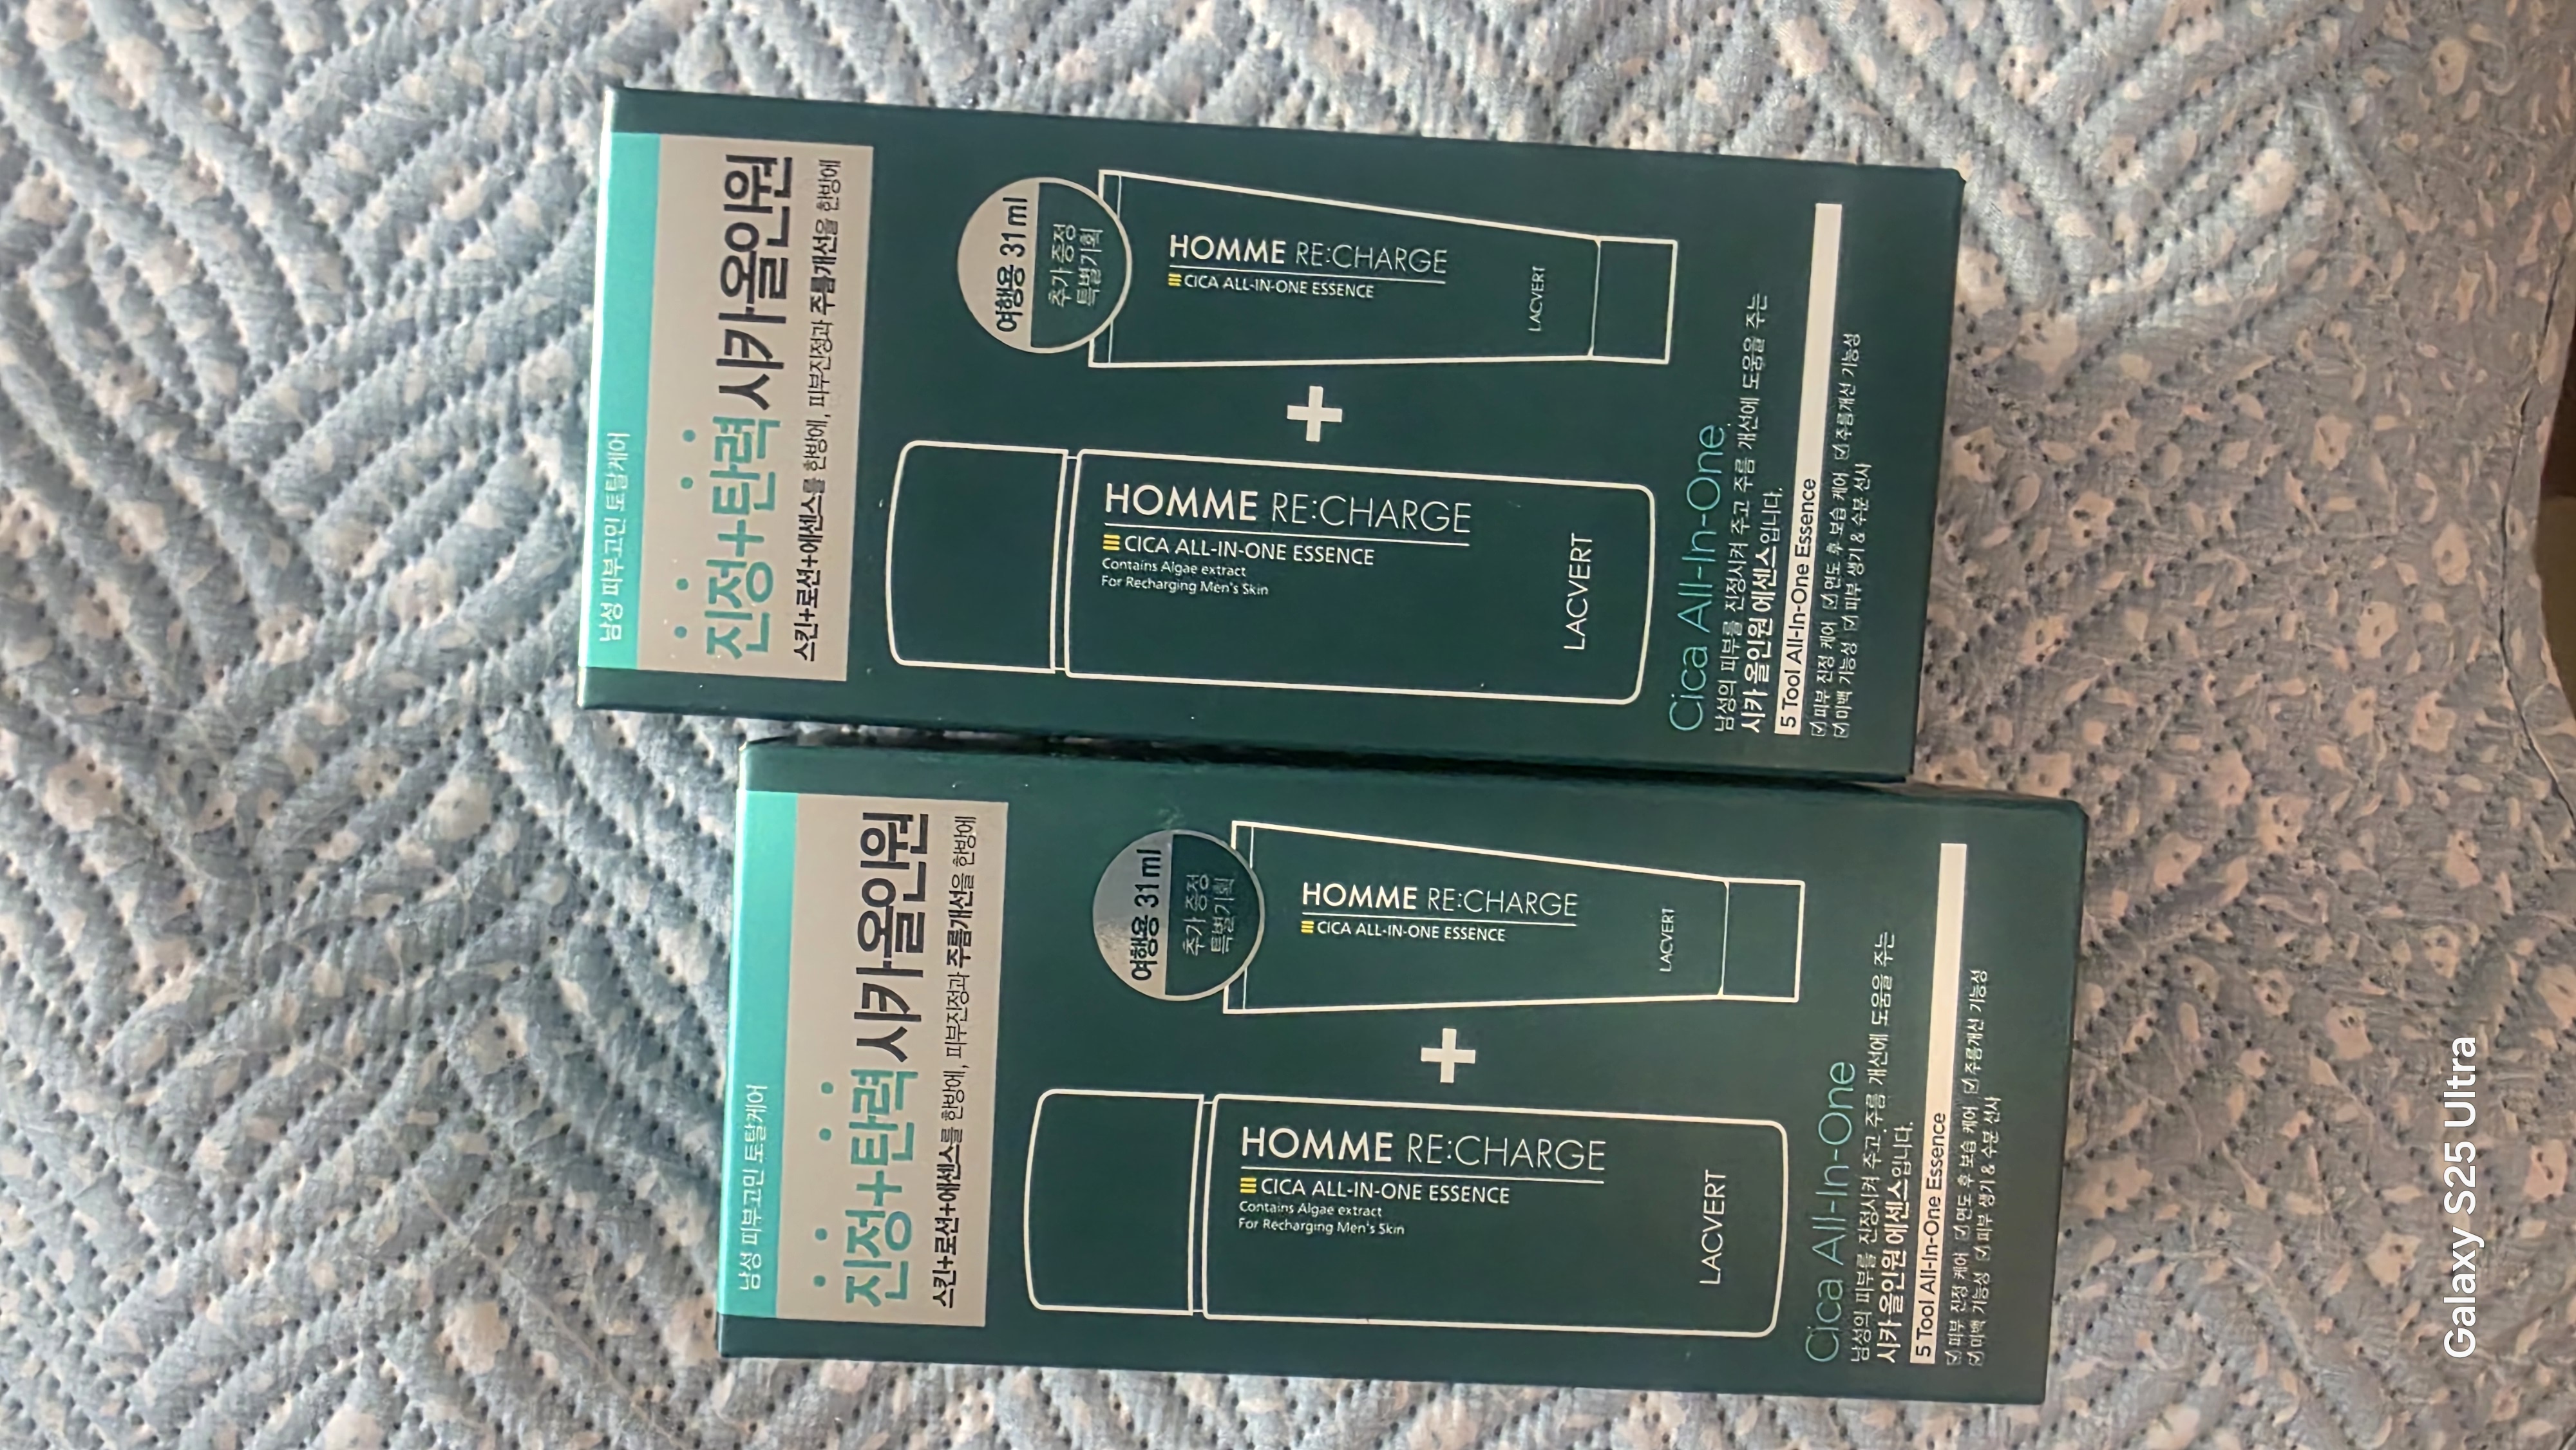 남성 피부고민 토탈케어
진정+탄력 시카올인원
스킨+로션+에센스를 한방에, 피부진정과 주름개선을 한방에
여행용 31ml
추가 증정
특별기획
HOMME RE:CHARGE
CICA ALL-IN-ONE ESSENCE
LACVERT
+
HOMME RE:CHARGE
CICA ALL-IN-ONE ESSENCE
Contains Algae extract
For Recharging Men's Skin
LACVERT
Cica All-In-One
남성의 피부를 진정시켜 주고 주름 개선에 도움을 주는
시카 올인원 에센스입니다.
5 Tool All-In-One Essence
☑ 피부 진정 케어 ☑ 면도 후 보습 케어 ☑ 주름개선 기능성
☑ 미백 기능성 ☑ 피부 생기 & 수분 선사
남성 피부고민 토탈케어
진정+탄력 시카올인원
스킨+로션+에센스를 한방에, 피부진정과 주름개선을 한방에
여행용 31ml
추가 증정
특별기획
HOMME RE:CHARGE
CICA ALL-IN-ONE ESSENCE
LACVERT
+
HOMME RE:CHARGE
CICA ALL-IN-ONE ESSENCE
Contains Algae extract
For Recharging Men's Skin
LACVERT
Cica All-In-One
남성의 피부를 진정시켜 주고 주름 개선에 도움을 주는
시카 올인원 에센스입니다.
5 Tool All-In-One Essence
☑ 피부 진정 케어 ☑ 면도 후 보습 케어 ☑ 주름개선 기능성
☑ 미백 기능성 ☑ 피부 생기 & 수분 선사
Galaxy S25 Ultra